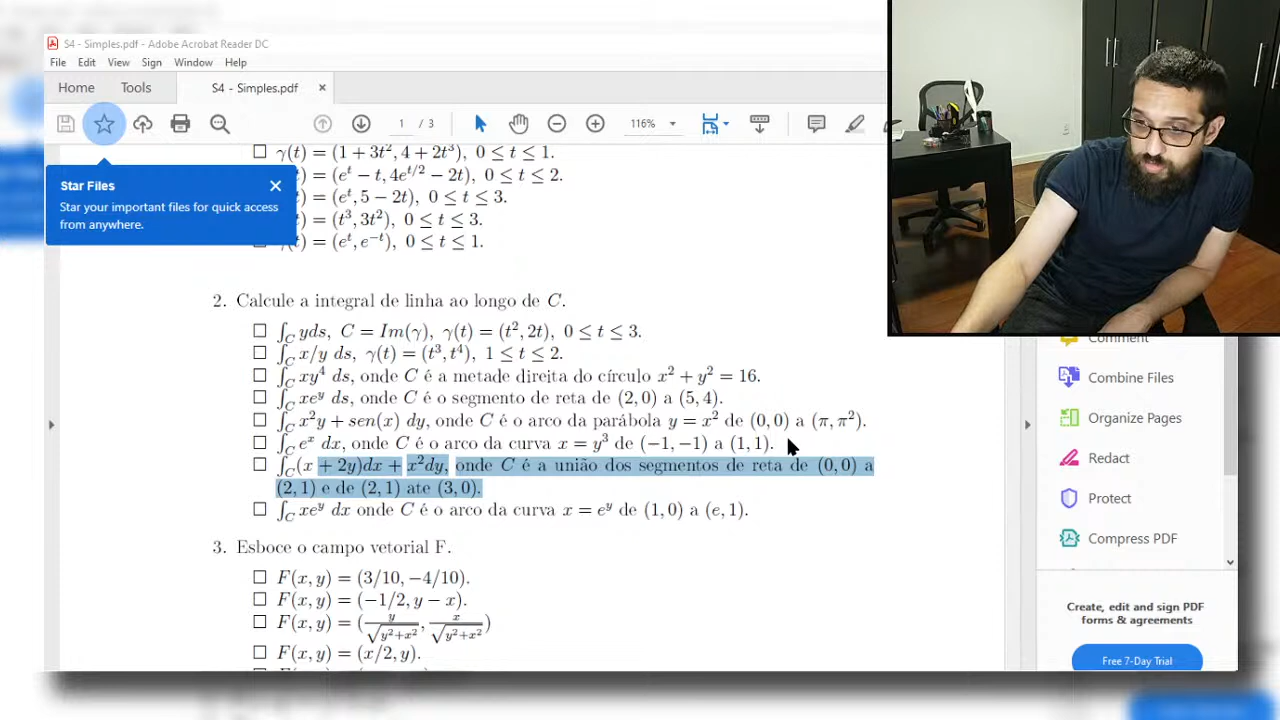 S4 - Simples.pdf - Adobe Acrobat Reader DC
File Edit View Sign Window Help
Home Tools S4 - Simples.pdf ×
1 / 3 116%
Star Files
Star your important files for quick access
from anywhere.
□ γ(t) = (1 + 3t², 4 + 2t³), 0 ≤ t ≤ 1.
t) = (eᵗ − t, 4eᵗ/² − 2t), 0 ≤ t ≤ 2.
t) = (eᵗ, 5 − 2t), 0 ≤ t ≤ 3.
t) = (t³, 3t²), 0 ≤ t ≤ 3.
t) = (eᵗ, e⁻ᵗ), 0 ≤ t ≤ 1.
2. Calcule a integral de linha ao longo de C.
□ ∫_C yds, C = Im(γ), γ(t) = (t², 2t), 0 ≤ t ≤ 3.
□ ∫_C x/y ds, γ(t) = (t³, t⁴), 1 ≤ t ≤ 2.
□ ∫_C xy⁴ ds, onde C é a metade direita do círculo x² + y² = 16.
□ ∫_C xeʸ ds, onde C é o segmento de reta de (2, 0) a (5, 4).
□ ∫_C x²y + sen(x) dy, onde C é o arco da parábola y = x² de (0, 0) a (π, π²).
□ ∫_C eˣ dx, onde C é o arco da curva x = y³ de (−1, −1) a (1, 1).
□ ∫_C (x + 2y)dx + x²dy, onde C é a união dos segmentos de reta de (0, 0) a
(2, 1) e de (2, 1) ate (3, 0).
□ ∫_C xeʸ dx onde C é o arco da curva x = eʸ de (1, 0) a (e, 1).
3. Esboce o campo vetorial F.
□ F(x, y) = (3/10, −4/10).
□ F(x, y) = (−1/2, y − x).
□ F(x, y) = (y/√(y²+x²), x/√(y²+x²))
□ F(x, y) = (x/2, y).
Comment
Combine Files
Organize Pages
Redact
Protect
Compress PDF
Create, edit and sign PDF
forms & agreements
Free 7-Day Trial